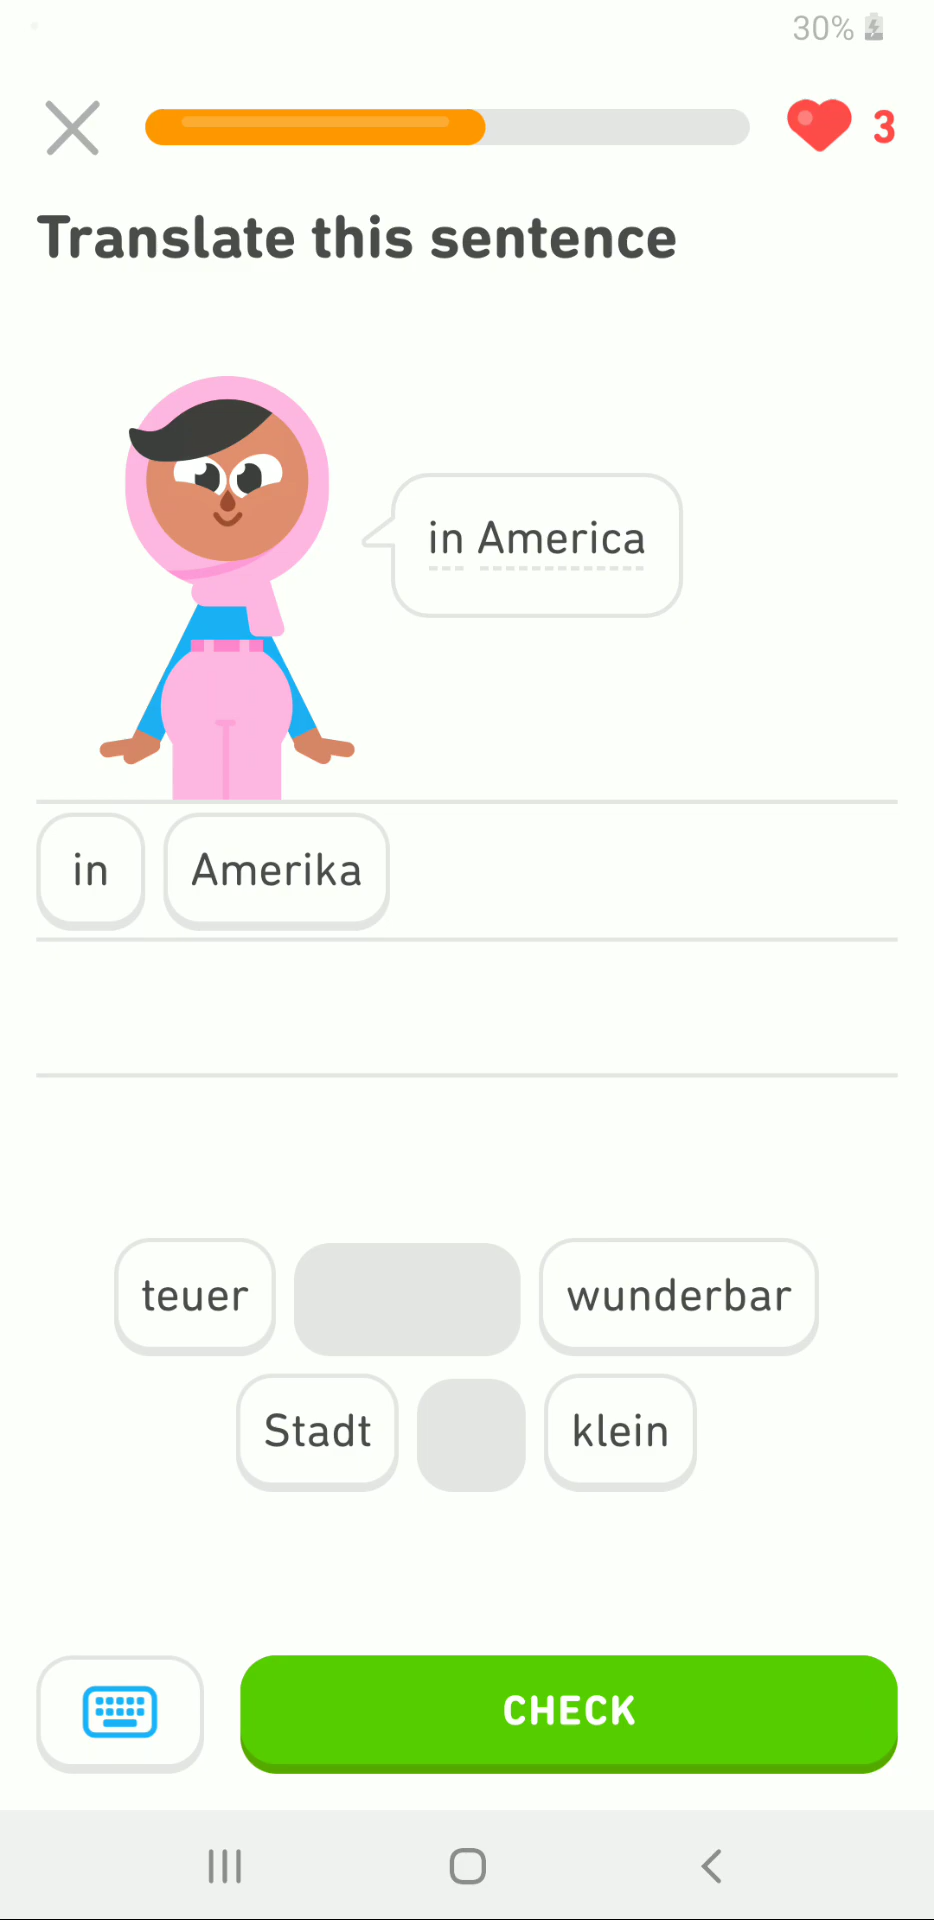 30%
3
Translate this sentence
in America
in Amerika
teuer wunderbar
Stadt klein
CHECK